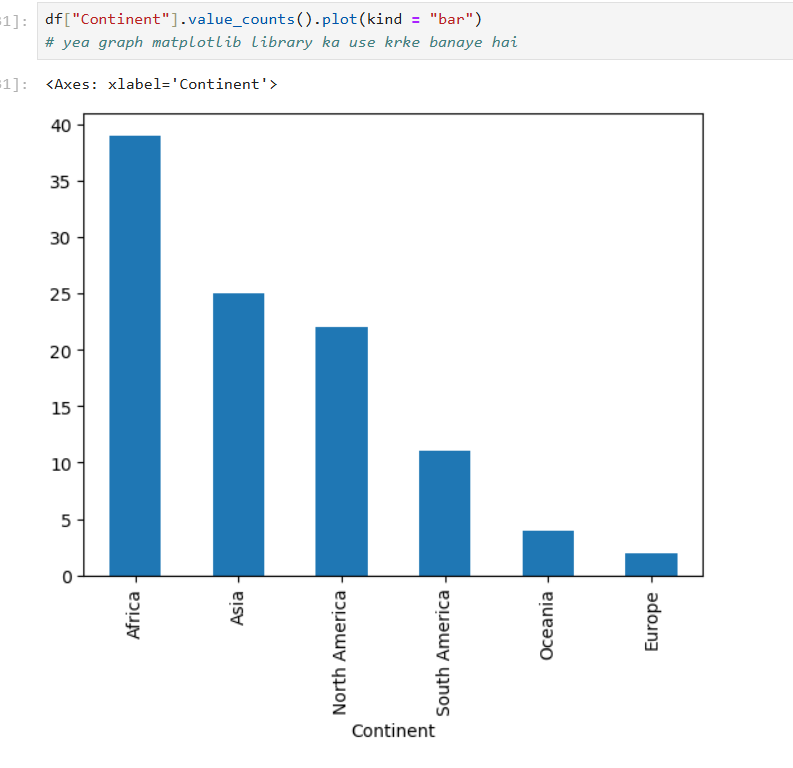 31]: df["Continent"].value_counts().plot(kind = "bar")
# yea graph matplotlib library ka use krke banaye hai
31]: <Axes: xlabel='Continent'>
40
35
30
25
20
15
10
5
0
Africa
Asia
North America
South America
Oceania
Europe
Continent